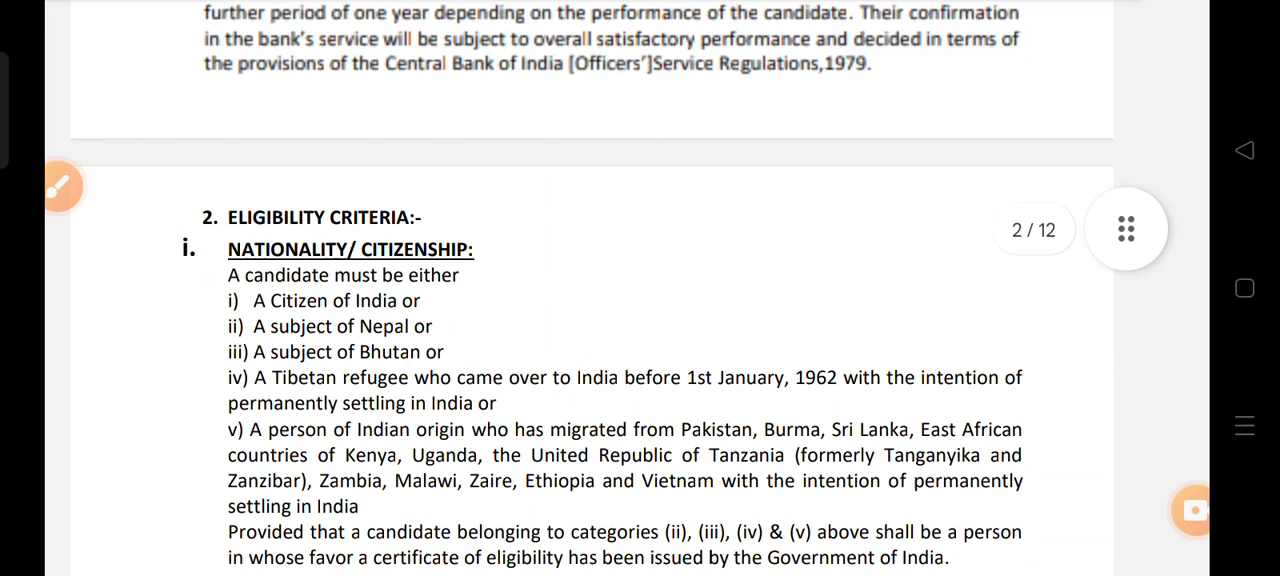 further period of one year depending on the performance of the candidate. Their confirmation
in the bank's service will be subject to overall satisfactory performance and decided in terms of
the provisions of the Central Bank of India [Officers']Service Regulations,1979.
2. ELIGIBILITY CRITERIA:-
i. NATIONALITY/ CITIZENSHIP:
2 / 12
A candidate must be either
i) A Citizen of India or
ii) A subject of Nepal or
iii) A subject of Bhutan or
iv) A Tibetan refugee who came over to India before 1st January, 1962 with the intention of
permanently settling in India or
v) A person of Indian origin who has migrated from Pakistan, Burma, Sri Lanka, East African
countries of Kenya, Uganda, the United Republic of Tanzania (formerly Tanganyika and
Zanzibar), Zambia, Malawi, Zaire, Ethiopia and Vietnam with the intention of permanently
settling in India
Provided that a candidate belonging to categories (ii), (iii), (iv) & (v) above shall be a person
in whose favor a certificate of eligibility has been issued by the Government of India.